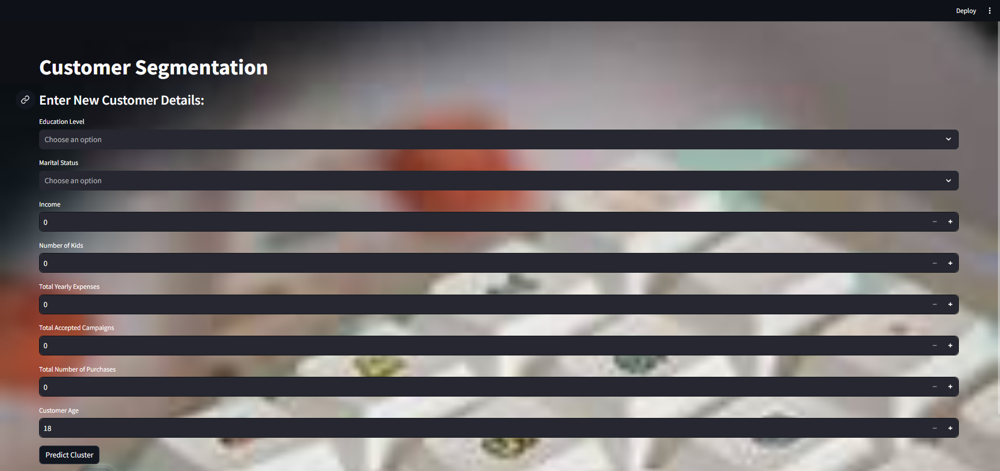 Deploy
Customer Segmentation
Enter New Customer Details:
Education Level
Choose an option
Marital Status
Choose an option
Income
0
Number of Kids
0
Total Yearly Expenses
0
Total Accepted Campaigns
0
Total Number of Purchases
0
Customer Age
18
Predict Cluster